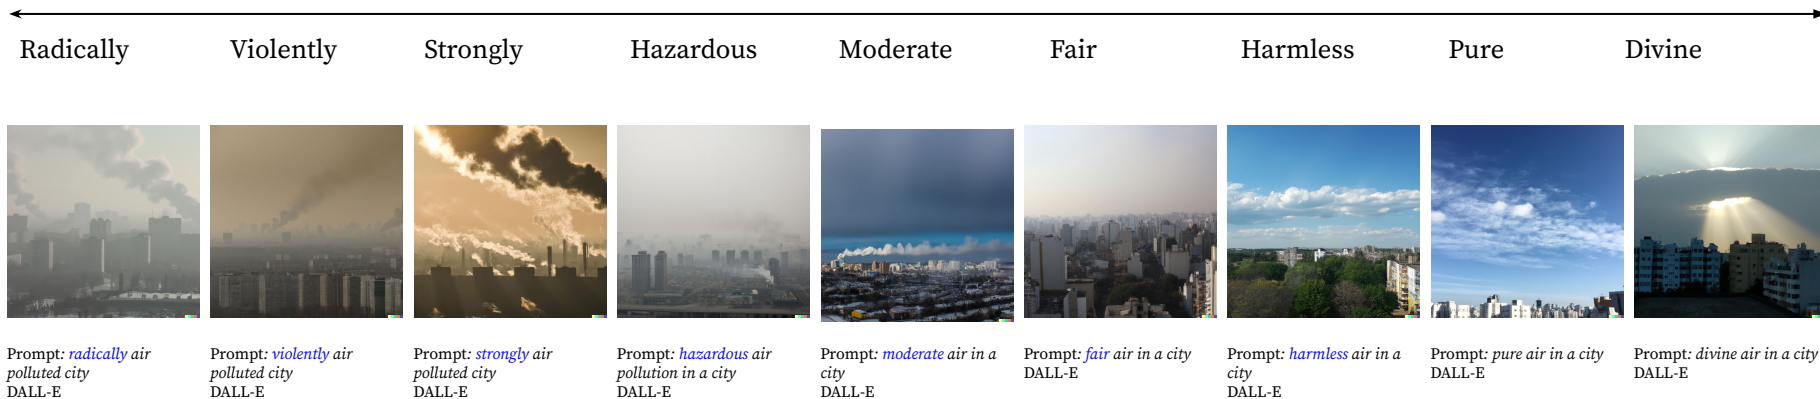 Radically Violently Strongly Hazardous Moderate Fair Harmless Pure Divine
Prompt: radically air
polluted city
DALL-E
Prompt: violently air
polluted city
DALL-E
Prompt: strongly air
polluted city
DALL-E
Prompt: hazardous air
pollution in a city
DALL-E
Prompt: moderate air in a
city
DALL-E
Prompt: fair air in a city
DALL-E
Prompt: harmless air in a
city
DALL-E
Prompt: pure air in a city
DALL-E
Prompt: divine air in a city
DALL-E